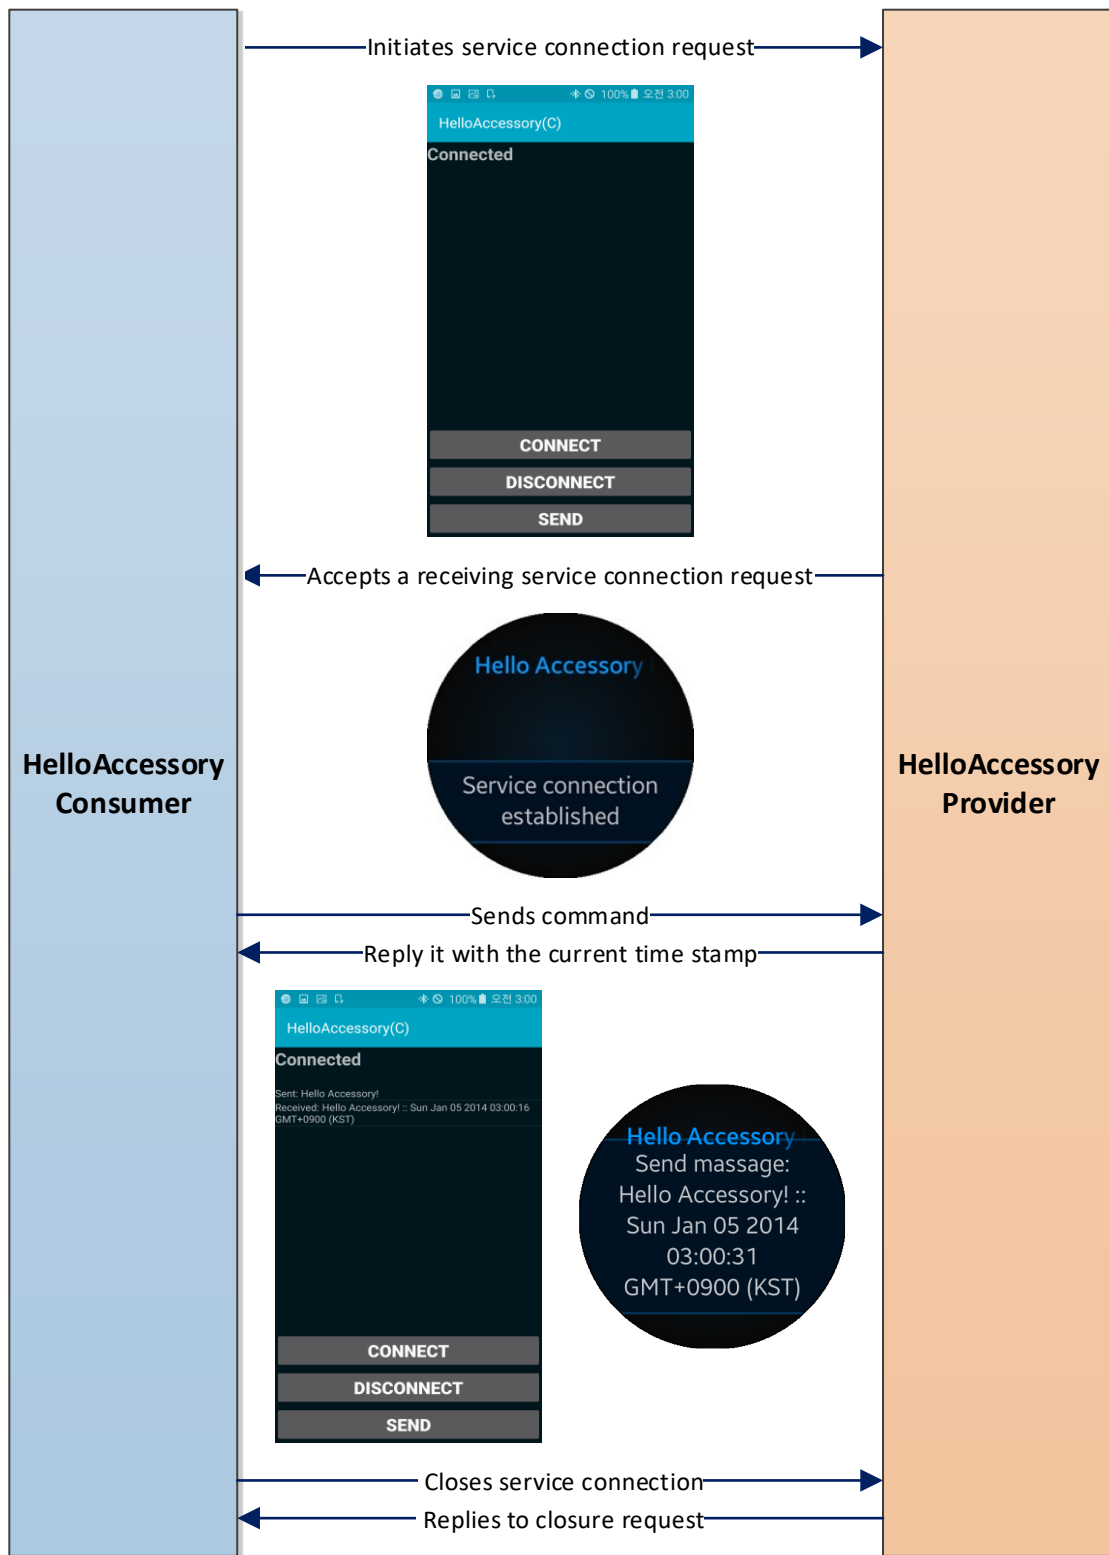 Initiates service connection request
100% 오전 3:00
HelloAccessory(C)
Connected
CONNECT
DISCONNECT
SEND
Accepts a receiving service connection request
Hello Accessory
Service connection
established
HelloAccessory
Consumer
HelloAccessory
Provider
Sends command
Reply it with the current time stamp
100% 오전 3:00
HelloAccessory(C)
Connected
Sent: Hello Accessory!
Received: Hello Accessory! :: Sun Jan 05 2014 03:00:16
GMT+0900 (KST)
CONNECT
DISCONNECT
SEND
Hello Accessory
Send massage:
Hello Accessory! ::
Sun Jan 05 2014
03:00:31
GMT+0900 (KST)
Closes service connection
Replies to closure request